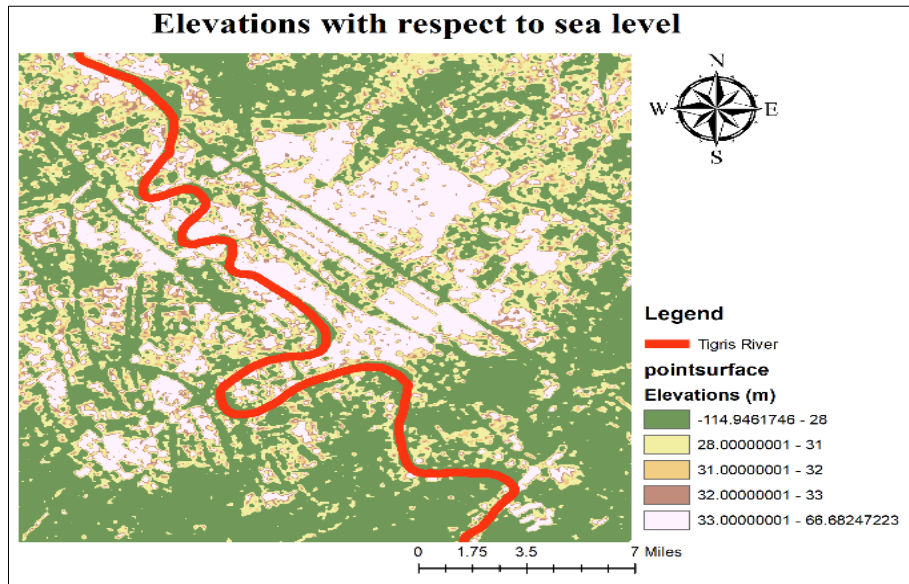 Elevations with respect to sea level
N
W E
S
Legend
Tigris River
pointsurface
Elevations (m)
-114.9461746 - 28
28.00000001 - 31
31.00000001 - 32
32.00000001 - 33
33.00000001 - 66.68247223
0 1.75 3.5 7 Miles